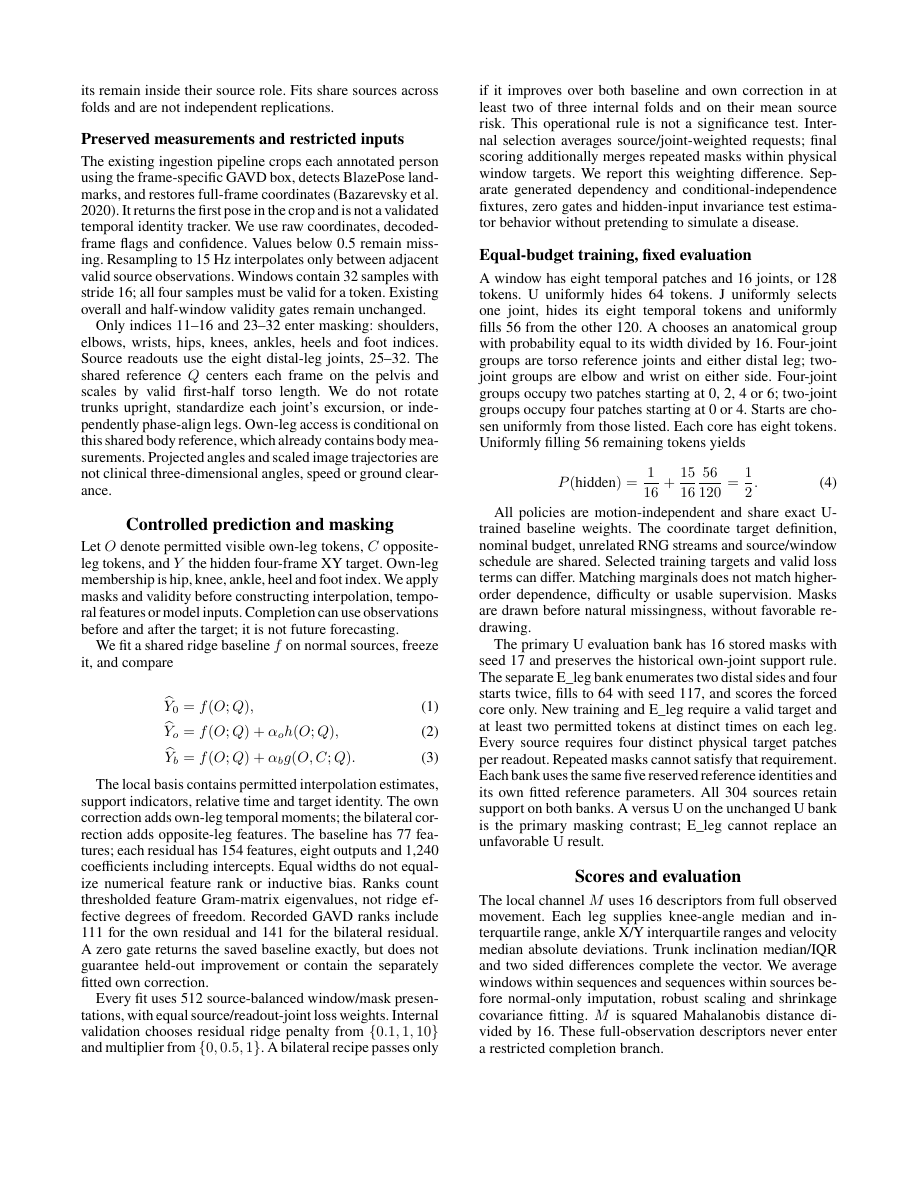 its remain inside their source role. Fits share sources across
folds and are not independent replications.
Preserved measurements and restricted inputs
The existing ingestion pipeline crops each annotated person
using the frame-specific GAVD box, detects BlazePose land-
marks, and restores full-frame coordinates (Bazarevsky et al.
2020). It returns the first pose in the crop and is not a validated
temporal identity tracker. We use raw coordinates, decoded-
frame flags and confidence. Values below 0.5 remain miss-
ing. Resampling to 15 Hz interpolates only between adjacent
valid source observations. Windows contain 32 samples with
stride 16; all four samples must be valid for a token. Existing
overall and half-window validity gates remain unchanged.
Only indices 11–16 and 23–32 enter masking: shoulders,
elbows, wrists, hips, knees, ankles, heels and foot indices.
Source readouts use the eight distal-leg joints, 25–32. The
shared reference Q centers each frame on the pelvis and
scales by valid first-half torso length. We do not rotate
trunks upright, standardize each joint's excursion, or inde-
pendently phase-align legs. Own-leg access is conditional on
this shared body reference, which already contains body mea-
surements. Projected angles and scaled image trajectories are
not clinical three-dimensional angles, speed or ground clear-
ance.
Controlled prediction and masking
Let O denote permitted visible own-leg tokens, C opposite-
leg tokens, and Y the hidden four-frame XY target. Own-leg
membership is hip, knee, ankle, heel and foot index. We apply
masks and validity before constructing interpolation, tempo-
ral features or model inputs. Completion can use observations
before and after the target; it is not future forecasting.
We fit a shared ridge baseline f on normal sources, freeze
it, and compare
Ŷ₀ = f(O; Q), (1)
Ŷₒ = f(O; Q) + αₒh(O; Q), (2)
Ŷ_b = f(O; Q) + α_b g(O, C; Q). (3)
The local basis contains permitted interpolation estimates,
support indicators, relative time and target identity. The own
correction adds own-leg temporal moments; the bilateral cor-
rection adds opposite-leg features. The baseline has 77 fea-
tures; each residual has 154 features, eight outputs and 1,240
coefficients including intercepts. Equal widths do not equal-
ize numerical feature rank or inductive bias. Ranks count
thresholded feature Gram-matrix eigenvalues, not ridge ef-
fective degrees of freedom. Recorded GAVD ranks include
111 for the own residual and 141 for the bilateral residual.
A zero gate returns the saved baseline exactly, but does not
guarantee held-out improvement or contain the separately
fitted own correction.
Every fit uses 512 source-balanced window/mask presen-
tations, with equal source/readout-joint loss weights. Internal
validation chooses residual ridge penalty from {0.1, 1, 10}
and multiplier from {0, 0.5, 1}. A bilateral recipe passes only
if it improves over both baseline and own correction in at
least two of three internal folds and on their mean source
risk. This operational rule is not a significance test. Inter-
nal selection averages source/joint-weighted requests; final
scoring additionally merges repeated masks within physical
window targets. We report this weighting difference. Sep-
arate generated dependency and conditional-independence
fixtures, zero gates and hidden-input invariance test estima-
tor behavior without pretending to simulate a disease.
Equal-budget training, fixed evaluation
A window has eight temporal patches and 16 joints, or 128
tokens. U uniformly hides 64 tokens. J uniformly selects
one joint, hides its eight temporal tokens and uniformly
fills 56 from the other 120. A chooses an anatomical group
with probability equal to its width divided by 16. Four-joint
groups are torso reference joints and either distal leg; two-
joint groups are elbow and wrist on either side. Four-joint
groups occupy two patches starting at 0, 2, 4 or 6; two-joint
groups occupy four patches starting at 0 or 4. Starts are cho-
sen uniformly from those listed. Each core has eight tokens.
Uniformly filling 56 remaining tokens yields
P(hidden) = 1/16 + 15/16 56/120 = 1/2. (4)
All policies are motion-independent and share exact U-
trained baseline weights. The coordinate target definition,
nominal budget, unrelated RNG streams and source/window
schedule are shared. Selected training targets and valid loss
terms can differ. Matching marginals does not match higher-
order dependence, difficulty or usable supervision. Masks
are drawn before natural missingness, without favorable re-
drawing.
The primary U evaluation bank has 16 stored masks with
seed 17 and preserves the historical own-joint support rule.
The separate E_leg bank enumerates two distal sides and four
starts twice, fills to 64 with seed 117, and scores the forced
core only. New training and E_leg require a valid target and
at least two permitted tokens at distinct times on each leg.
Every source requires four distinct physical target patches
per readout. Repeated masks cannot satisfy that requirement.
Each bank uses the same five reserved reference identities and
its own fitted reference parameters. All 304 sources retain
support on both banks. A versus U on the unchanged U bank
is the primary masking contrast; E_leg cannot replace an
unfavorable U result.
Scores and evaluation
The local channel M uses 16 descriptors from full observed
movement. Each leg supplies knee-angle median and in-
terquartile range, ankle X/Y interquartile ranges and velocity
median absolute deviations. Trunk inclination median/IQR
and two sided differences complete the vector. We average
windows within sequences and sequences within sources be-
fore normal-only imputation, robust scaling and shrinkage
covariance fitting. M is squared Mahalanobis distance di-
vided by 16. These full-observation descriptors never enter
a restricted completion branch.